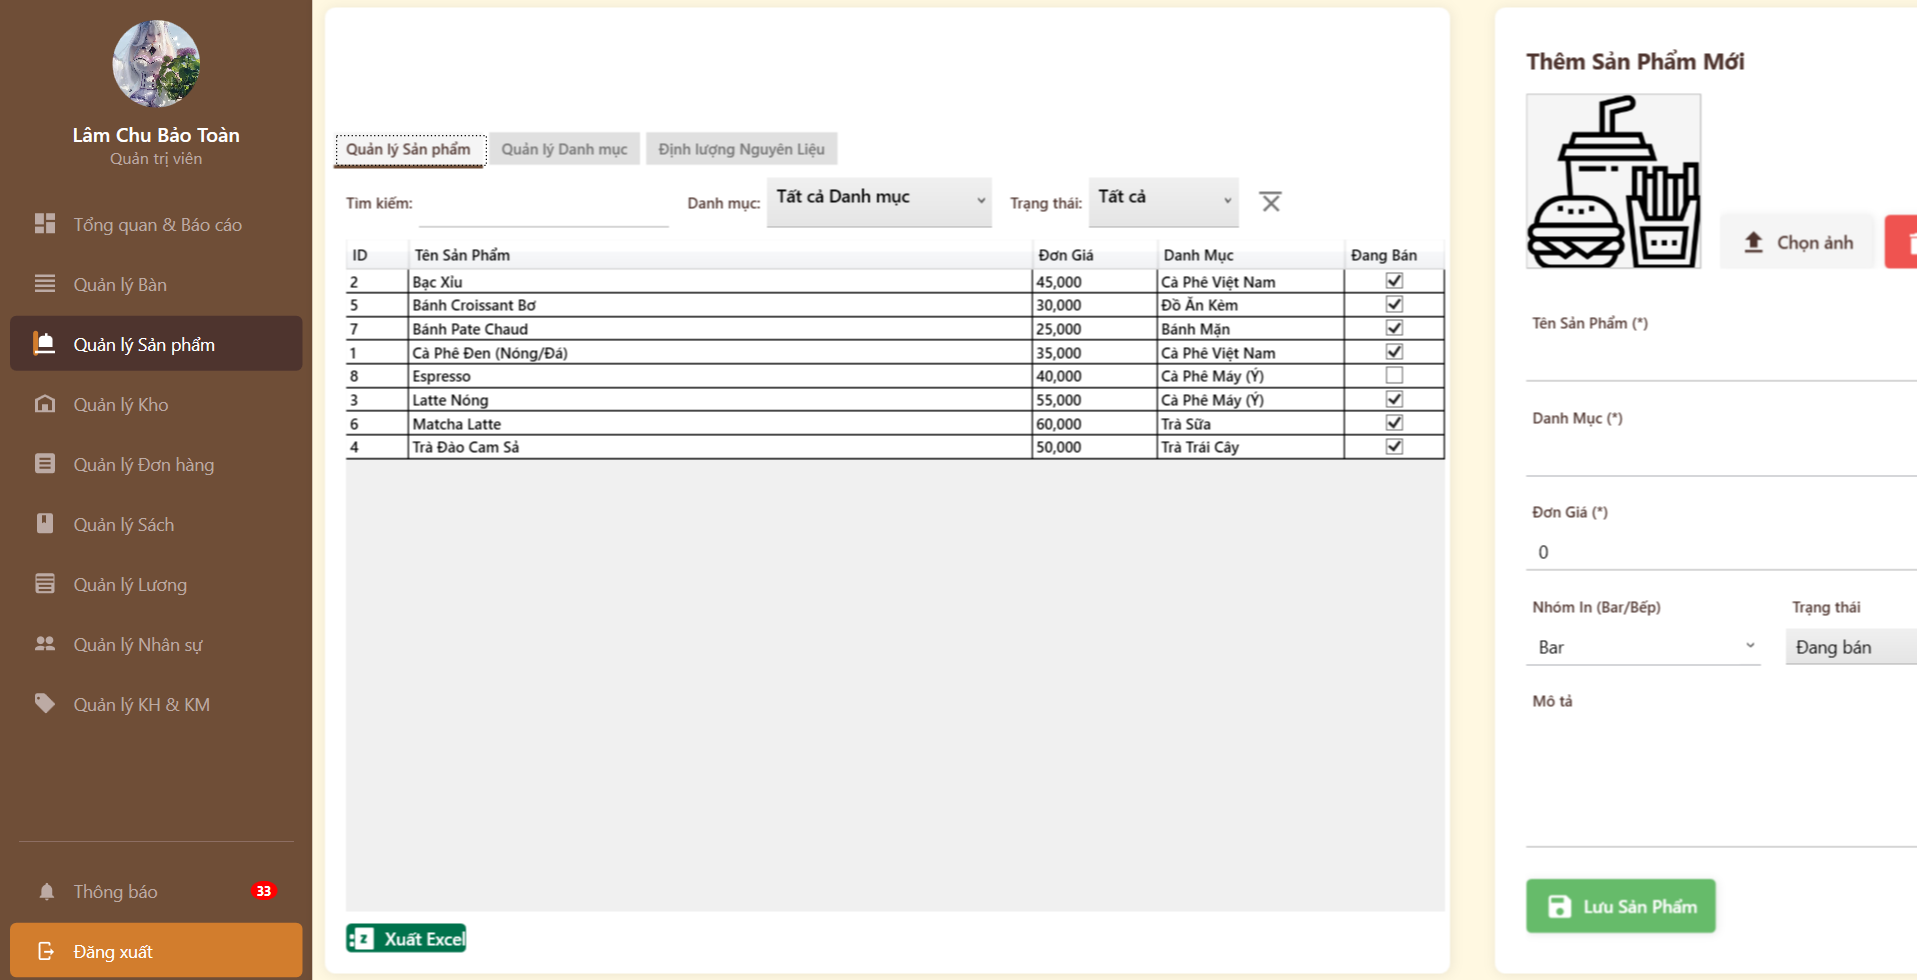 Lâm Chu Bảo Toàn
Quản trị viên
Tổng quan & Báo cáo
Quản lý Bàn
Quản lý Sản phẩm
Quản lý Kho
Quản lý Đơn hàng
Quản lý Sách
Quản lý Lương
Quản lý Nhân sự
Quản lý KH & KM
Thông báo 33
Đăng xuất
Quản lý Sản phẩm Quản lý Danh mục Định lượng Nguyên Liệu
Tìm kiếm: Danh mục: Tất cả Danh mục Trạng thái: Tất cả
ID Tên Sản Phẩm Đơn Giá Danh Mục Đang Bán
2 Bạc Xỉu 45,000 Cà Phê Việt Nam
5 Bánh Croissant Bơ 30,000 Đồ Ăn Kèm
7 Bánh Pate Chaud 25,000 Bánh Mặn
1 Cà Phê Đen (Nóng/Đá) 35,000 Cà Phê Việt Nam
8 Espresso 40,000 Cà Phê Máy (Ý)
3 Latte Nóng 55,000 Cà Phê Máy (Ý)
6 Matcha Latte 60,000 Trà Sữa
4 Trà Đào Cam Sả 50,000 Trà Trái Cây
Xuất Excel
Thêm Sản Phẩm Mới
Chọn ảnh
Tên Sản Phẩm (*)
Danh Mục (*)
Đơn Giá (*)
0
Nhóm In (Bar/Bếp) Trạng thái
Bar Đang bán
Mô tả
Lưu Sản Phẩm